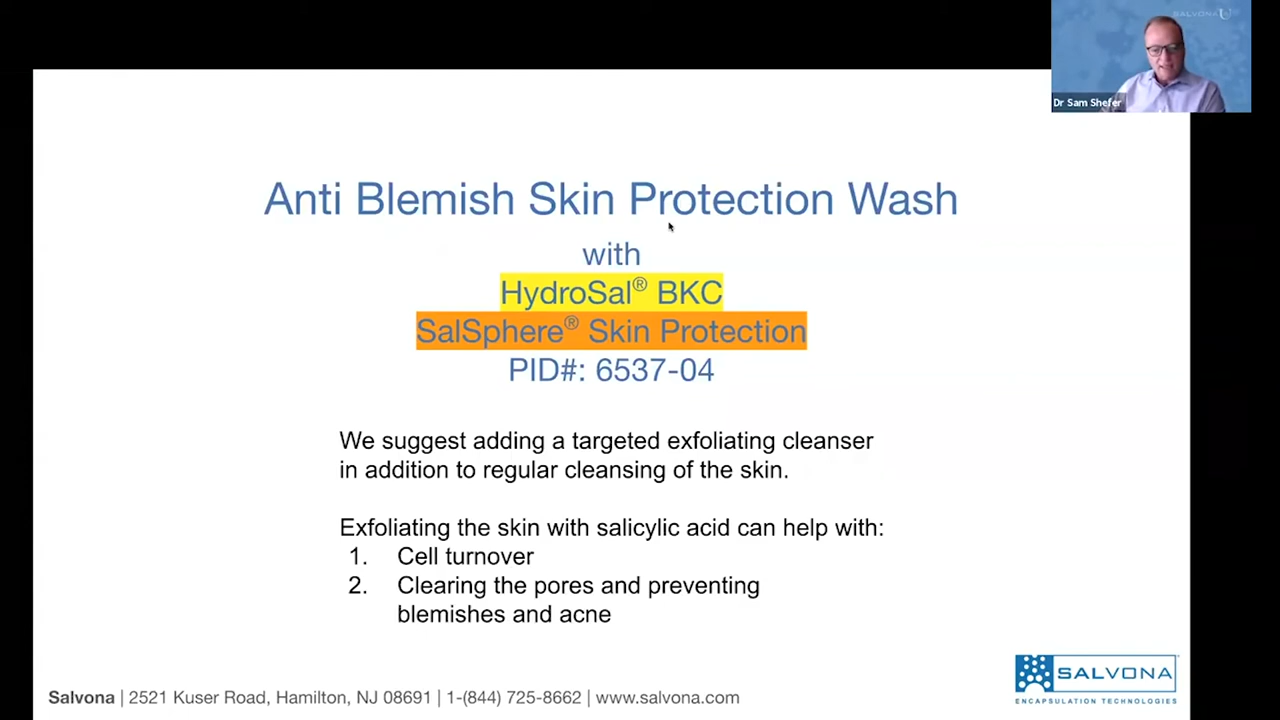 SALVONA U
Dr Sam Shefer
Anti Blemish Skin Protection Wash
with
HydroSal® BKC
SalSphere® Skin Protection
PID#: 6537-04
We suggest adding a targeted exfoliating cleanser
in addition to regular cleansing of the skin.
Exfoliating the skin with salicylic acid can help with:
1. Cell turnover
2. Clearing the pores and preventing
blemishes and acne
SALVONA
ENCAPSULATION TECHNOLOGIES
Salvona | 2521 Kuser Road, Hamilton, NJ 08691 | 1-(844) 725-8662 | www.salvona.com